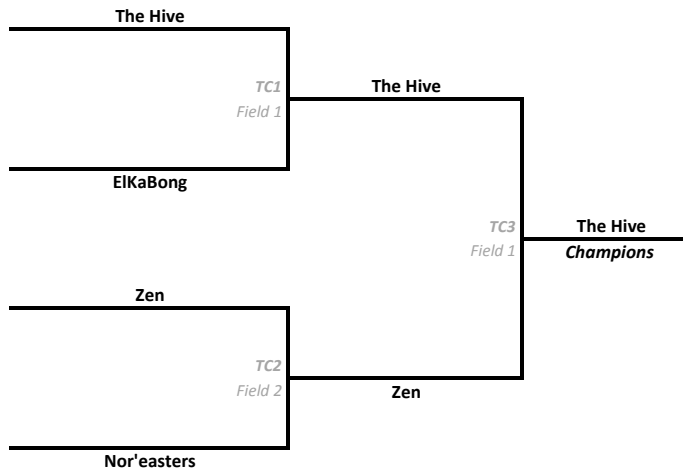 The Hive
TC1
The Hive
Field 1
ElKaBong
TC3
The Hive
Field 1
Champions
Zen
TC2
Field 2
Zen
Nor'easters